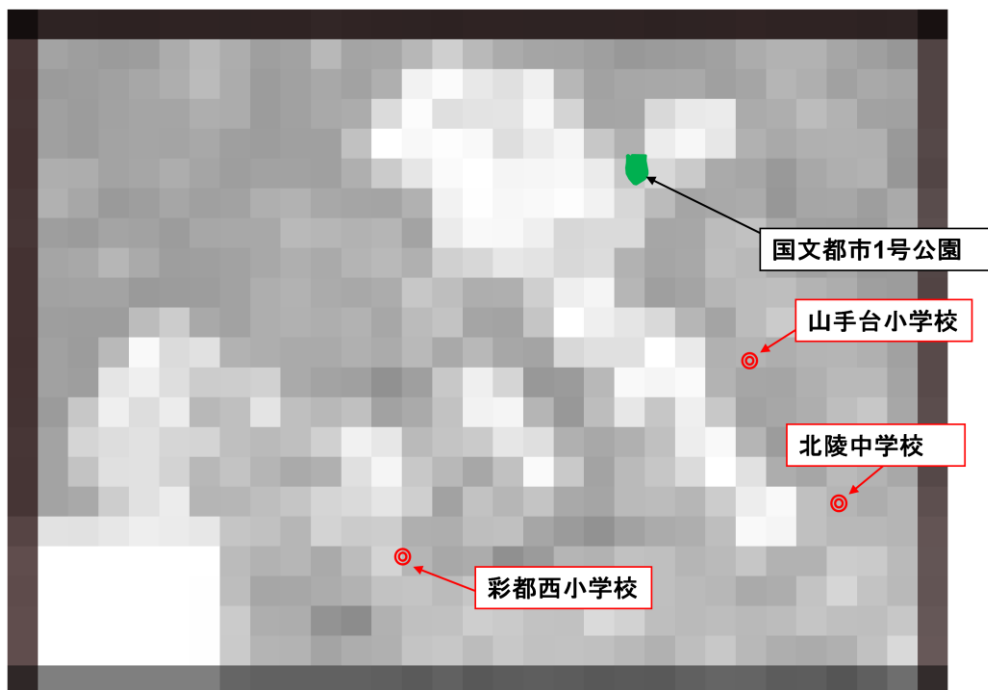 国文都市1号公園
山手台小学校
北陵中学校
彩都西小学校